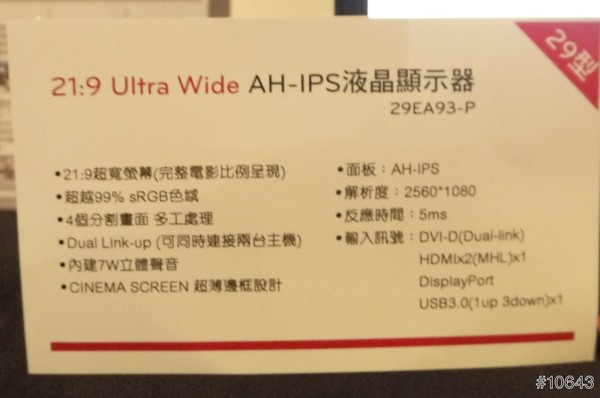 29型
21:9 Ultra Wide AH-IPS液晶顯示器
29EA93-P
•21:9超寬螢幕(完整電影比例呈現)
•超越99% sRGB色域
•4個分割畫面 多工處理
•Dual Link-up (可同時連接兩台主機)
•內建7W立體聲音
•CINEMA SCREEN 超薄邊框設計
•面板：AH-IPS
•解析度：2560*1080
•反應時間：5ms
•輸入訊號：DVI-D(Dual-link)
HDMIx2(MHL)x1
DisplayPort
USB3.0(1up 3down)x1
#10643